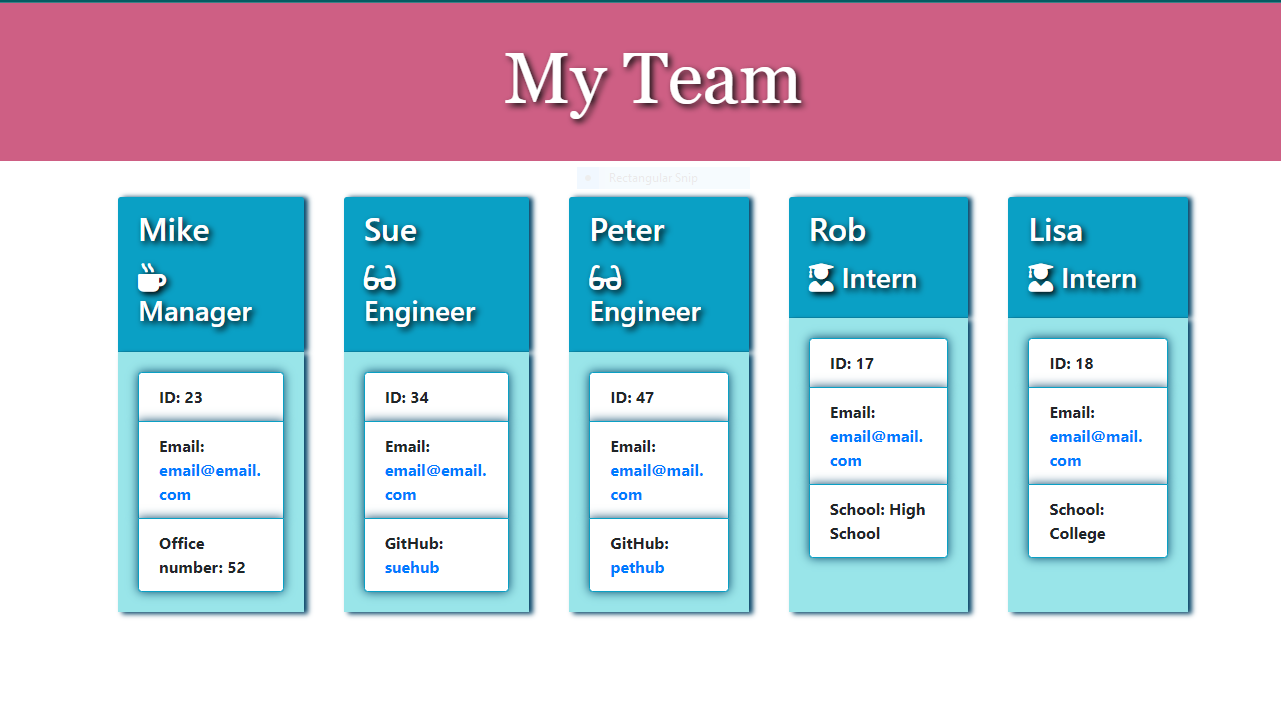 My Team
Rectangular Snip
Mike
Manager
ID: 23
Email:
email@email.
com
Office
number: 52
Sue
Engineer
ID: 34
Email:
email@email.
com
GitHub:
suehub
Peter
Engineer
ID: 47
Email:
email@mail.
com
GitHub:
pethub
Rob
Intern
ID: 17
Email:
email@mail.
com
School: High
School
Lisa
Intern
ID: 18
Email:
email@mail.
com
School:
College